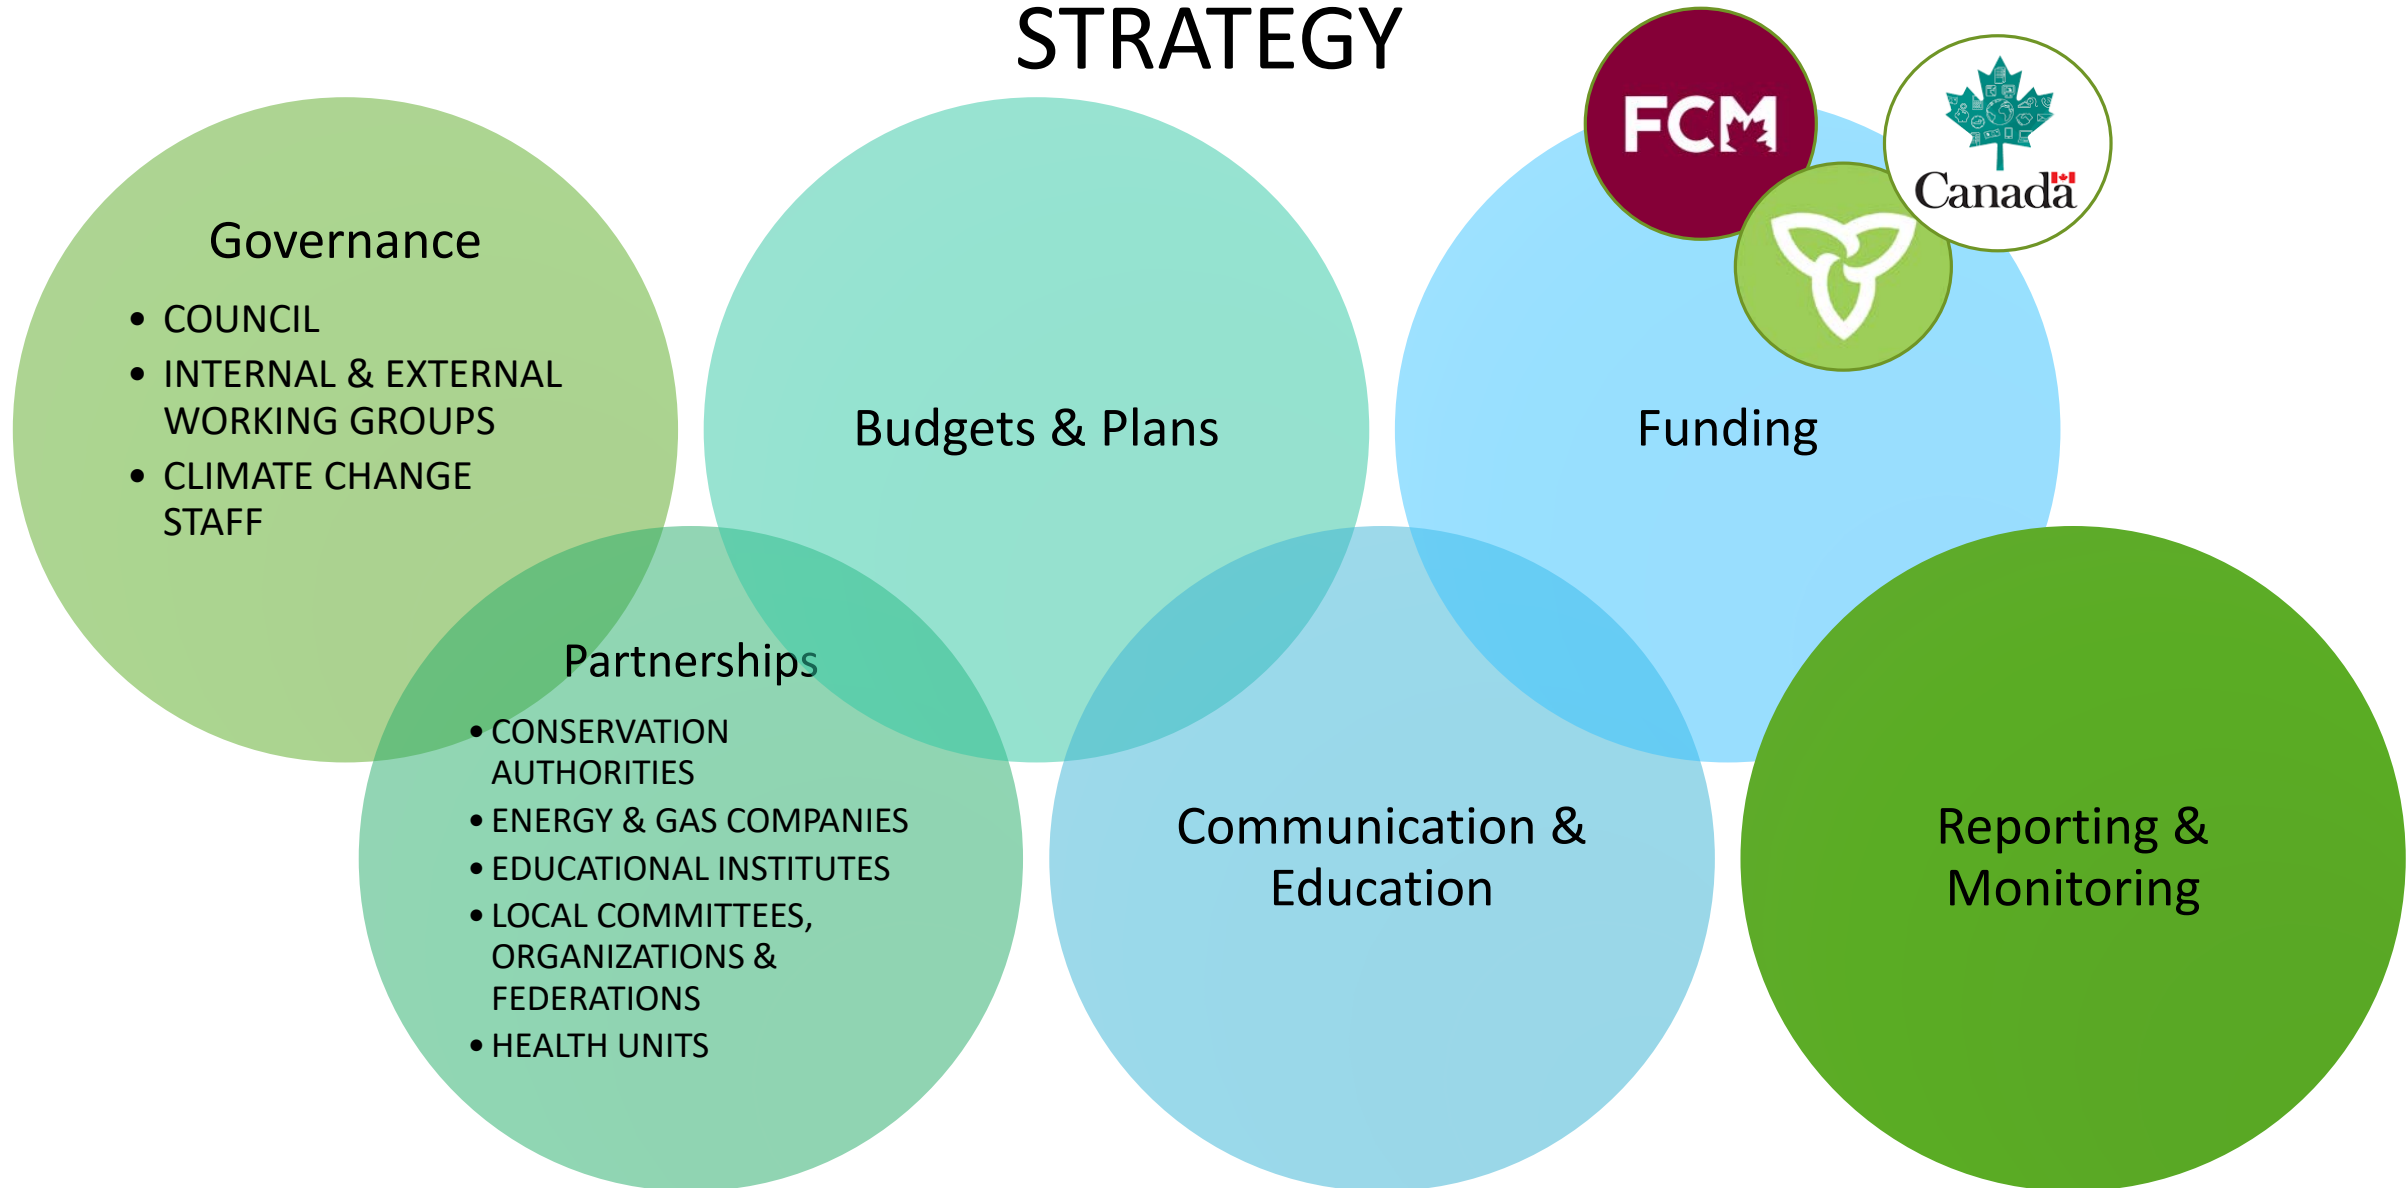 STRATEGY
FCM
Canada
Governance
• COUNCIL
• INTERNAL & EXTERNAL
WORKING GROUPS
• CLIMATE CHANGE
STAFF
Budgets & Plans
Funding
Partnerships
• CONSERVATION
AUTHORITIES
• ENERGY & GAS COMPANIES
• EDUCATIONAL INSTITUTES
• LOCAL COMMITTEES,
ORGANIZATIONS &
FEDERATIONS
• HEALTH UNITS
Communication &
Education
Reporting &
Monitoring